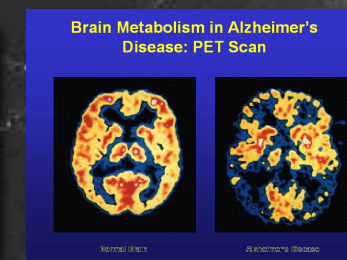 Brain Metabolism in Alzheimer's
Disease: PET Scan
Normal Brain
Alzheimer's Disease